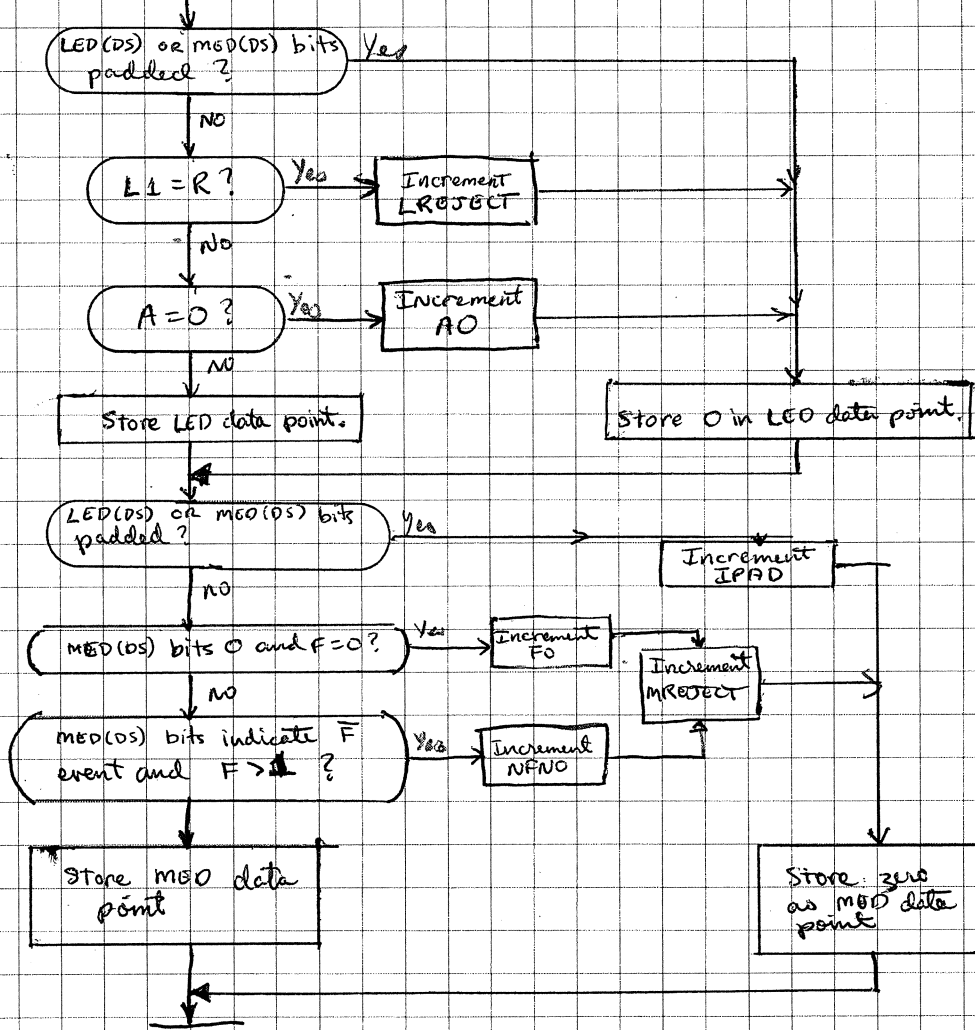 LED(DS) OR MED(DS) bits
padded ?
Yes
NO
L1 = R ?
Yes
Increment
LREJECT
NO
A = 0 ?
Yes
Increment
A0
NO
Store LED data point.
Store 0 in LED data point.
LED(DS) OR MED(DS) bits
padded ?
Yes
Increment
IPAD
NO
MED(DS) bits 0 and F=0?
Yes
Increment
F0
Increment
MREJECT
NO
MED(DS) bits indicate F̅
event and F > 1 ?
Yes
Increment
NFNO
Store MED data
point
Store zero
as MED data
point